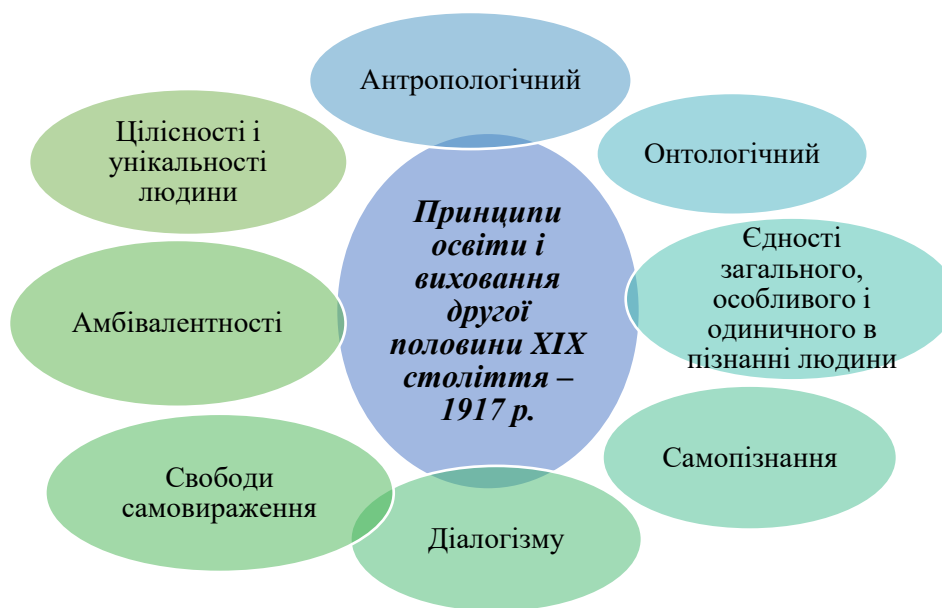 Антропологічний
Онтологічний
Єдності
загального,
особливого і
одиничного в
пізнанні людини
Самопізнання
Діалогізму
Свободи
самовираження
Амбівалентності
Цілісності і
унікальності
людини
Принципи
освіти і
виховання
другої
половини ХІХ
століття –
1917 р.